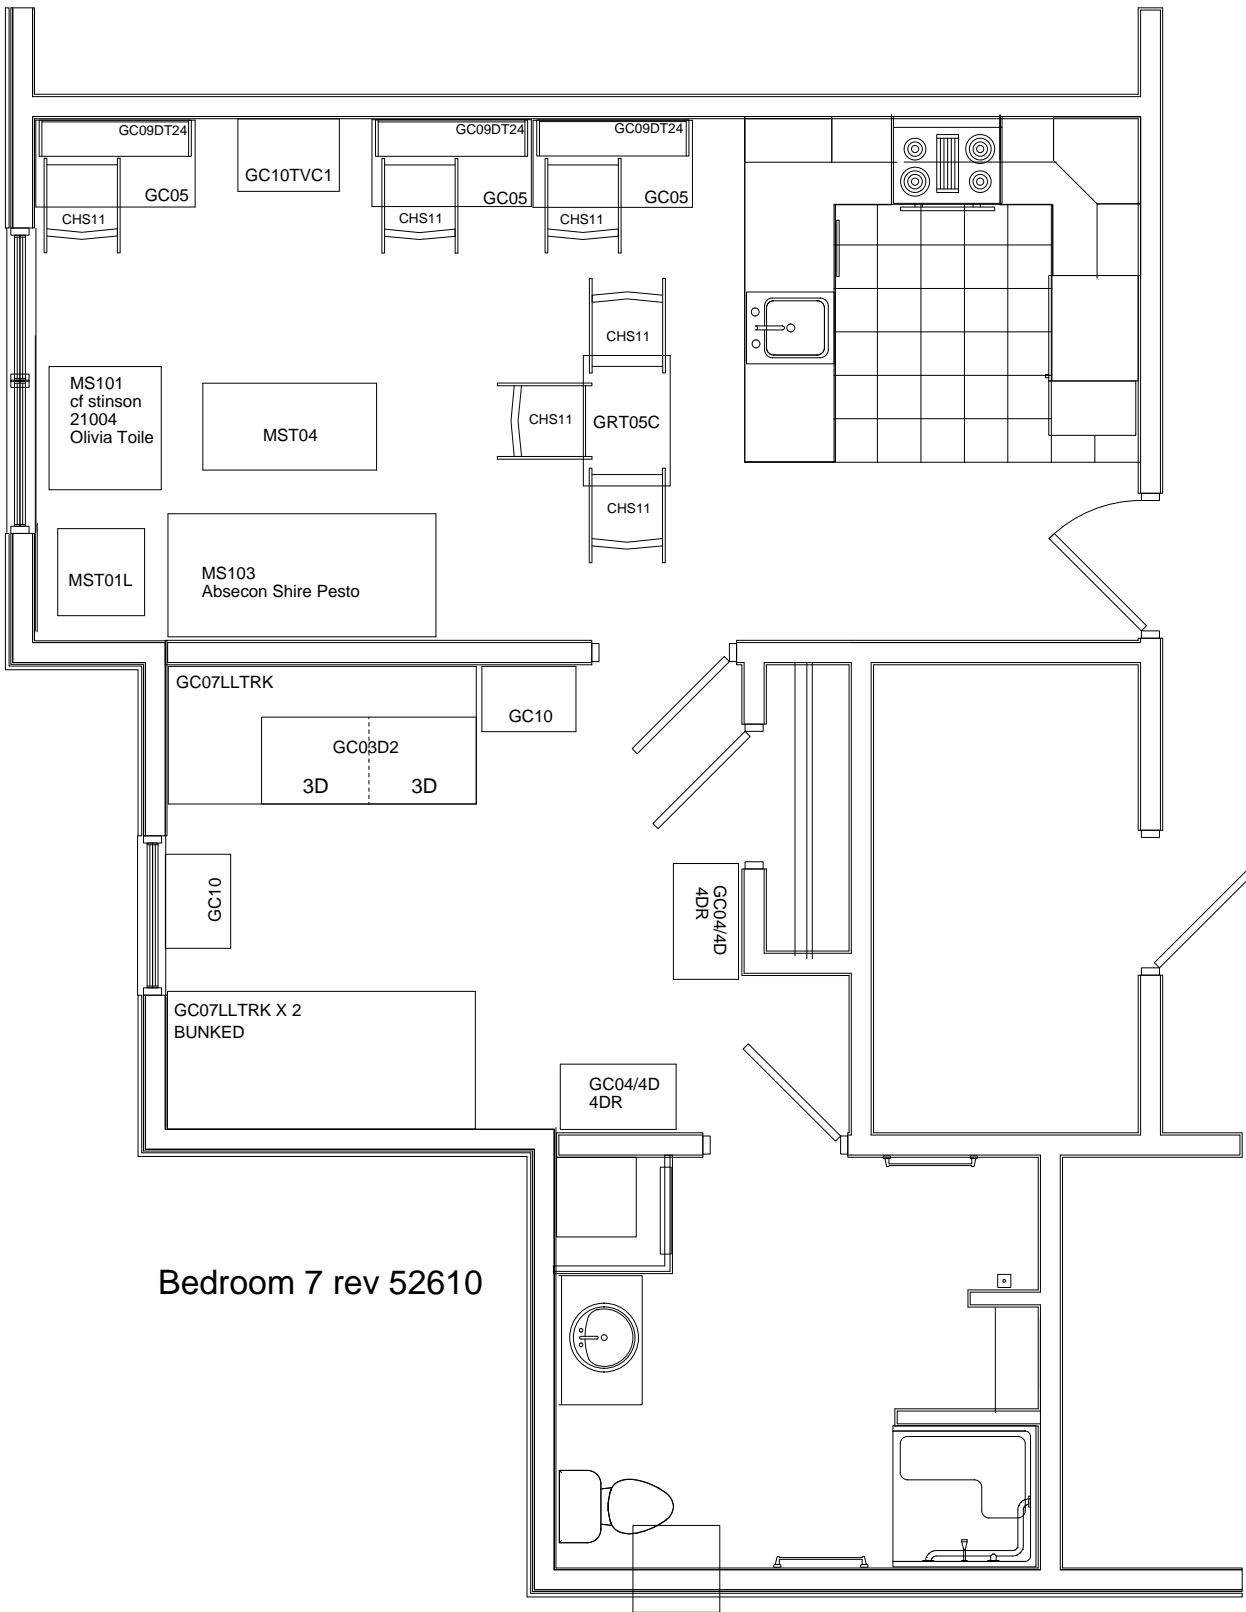 GC09DT24
GC09DT24
GC09DT24
GC10TVC1
GC05
GC05
GC05
CHS11
CHS11
CHS11
CHS11
MS101
cf stinson
21004
Olivia Toile
MST04
CHS11
GRT05C
CHS11
MST01L
MS103
Absecon Shire Pesto
GC07LLTRK
GC10
GC03D2
3D
3D
GC10
GC04/4D
4DR
GC07LLTRK X 2
BUNKED
GC04/4D
4DR
Bedroom 7 rev 52610